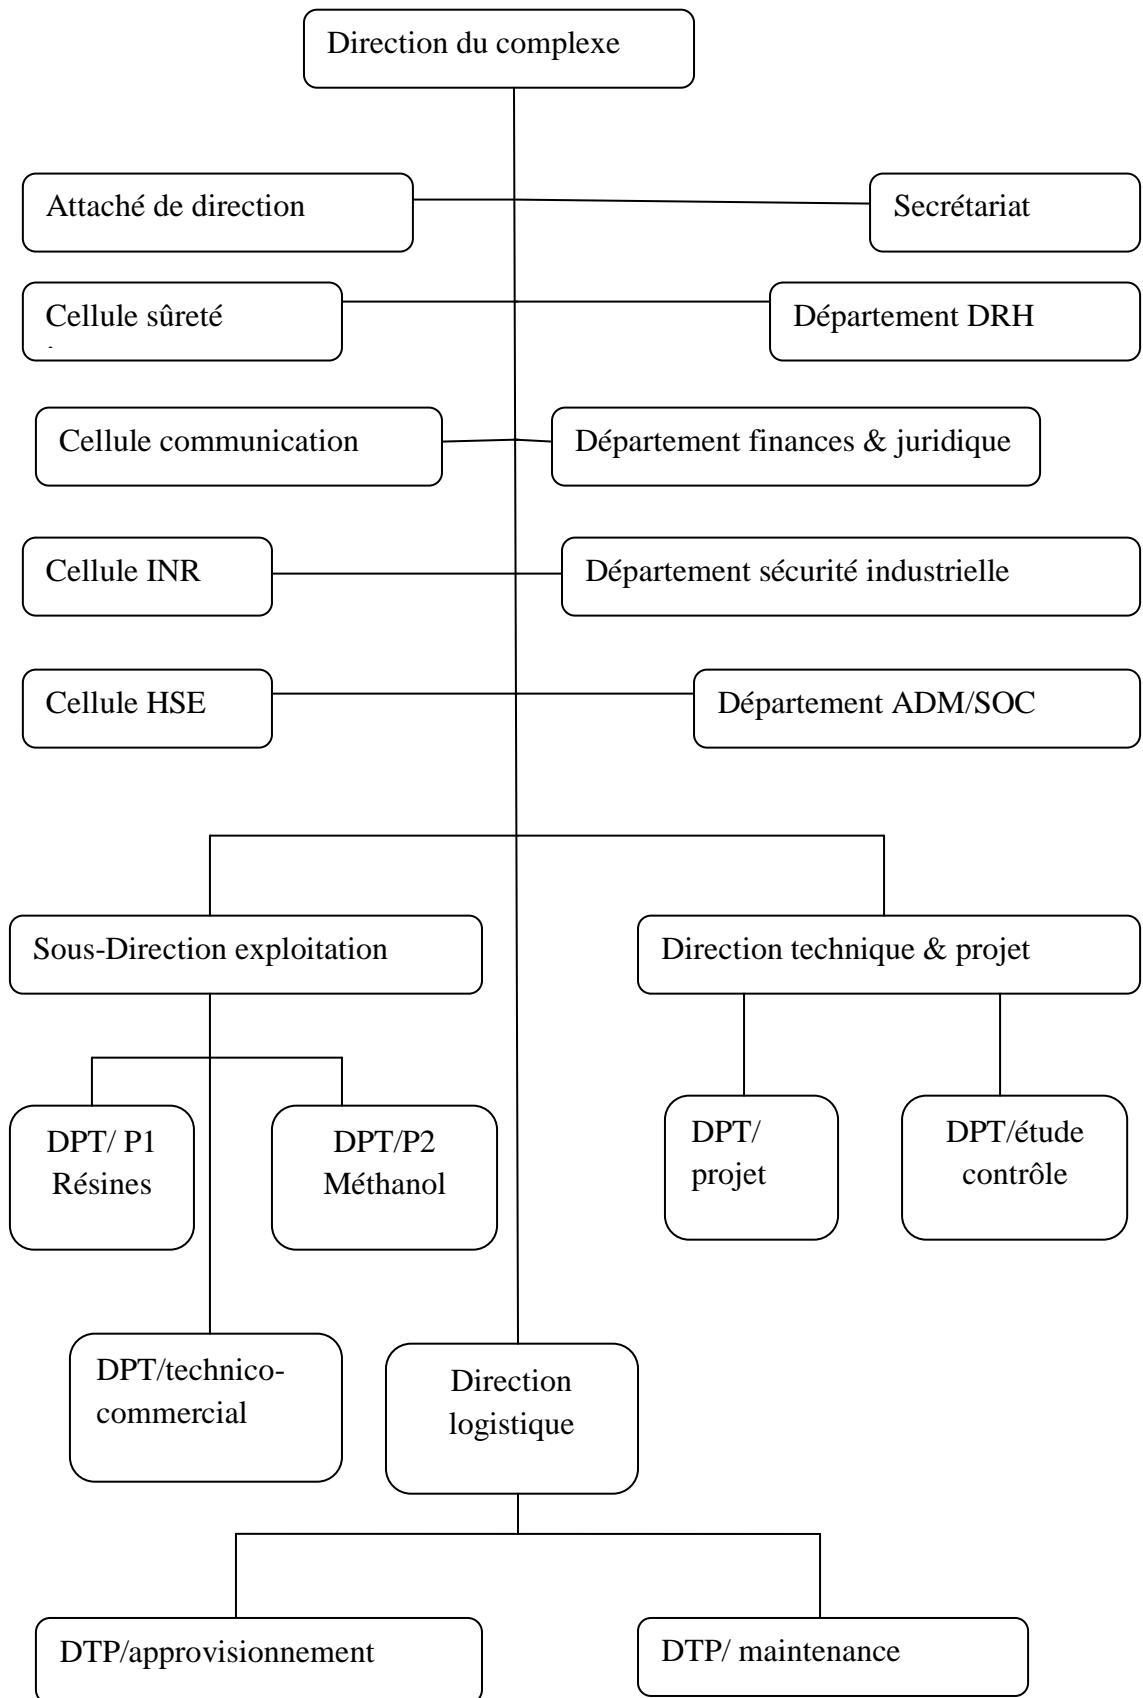 Direction du complexe
Attaché de direction
Secrétariat
Cellule sûreté
Département DRH
Cellule communication
Département finances & juridique
Cellule INR
Département sécurité industrielle
Cellule HSE
Département ADM/SOC
Sous-Direction exploitation
Direction technique & projet
DPT/ P1
Résines
DPT/P2
Méthanol
DPT/
projet
DPT/étude
contrôle
DPT/technico-
commercial
Direction
logistique
DTP/approvisionnement
DTP/ maintenance